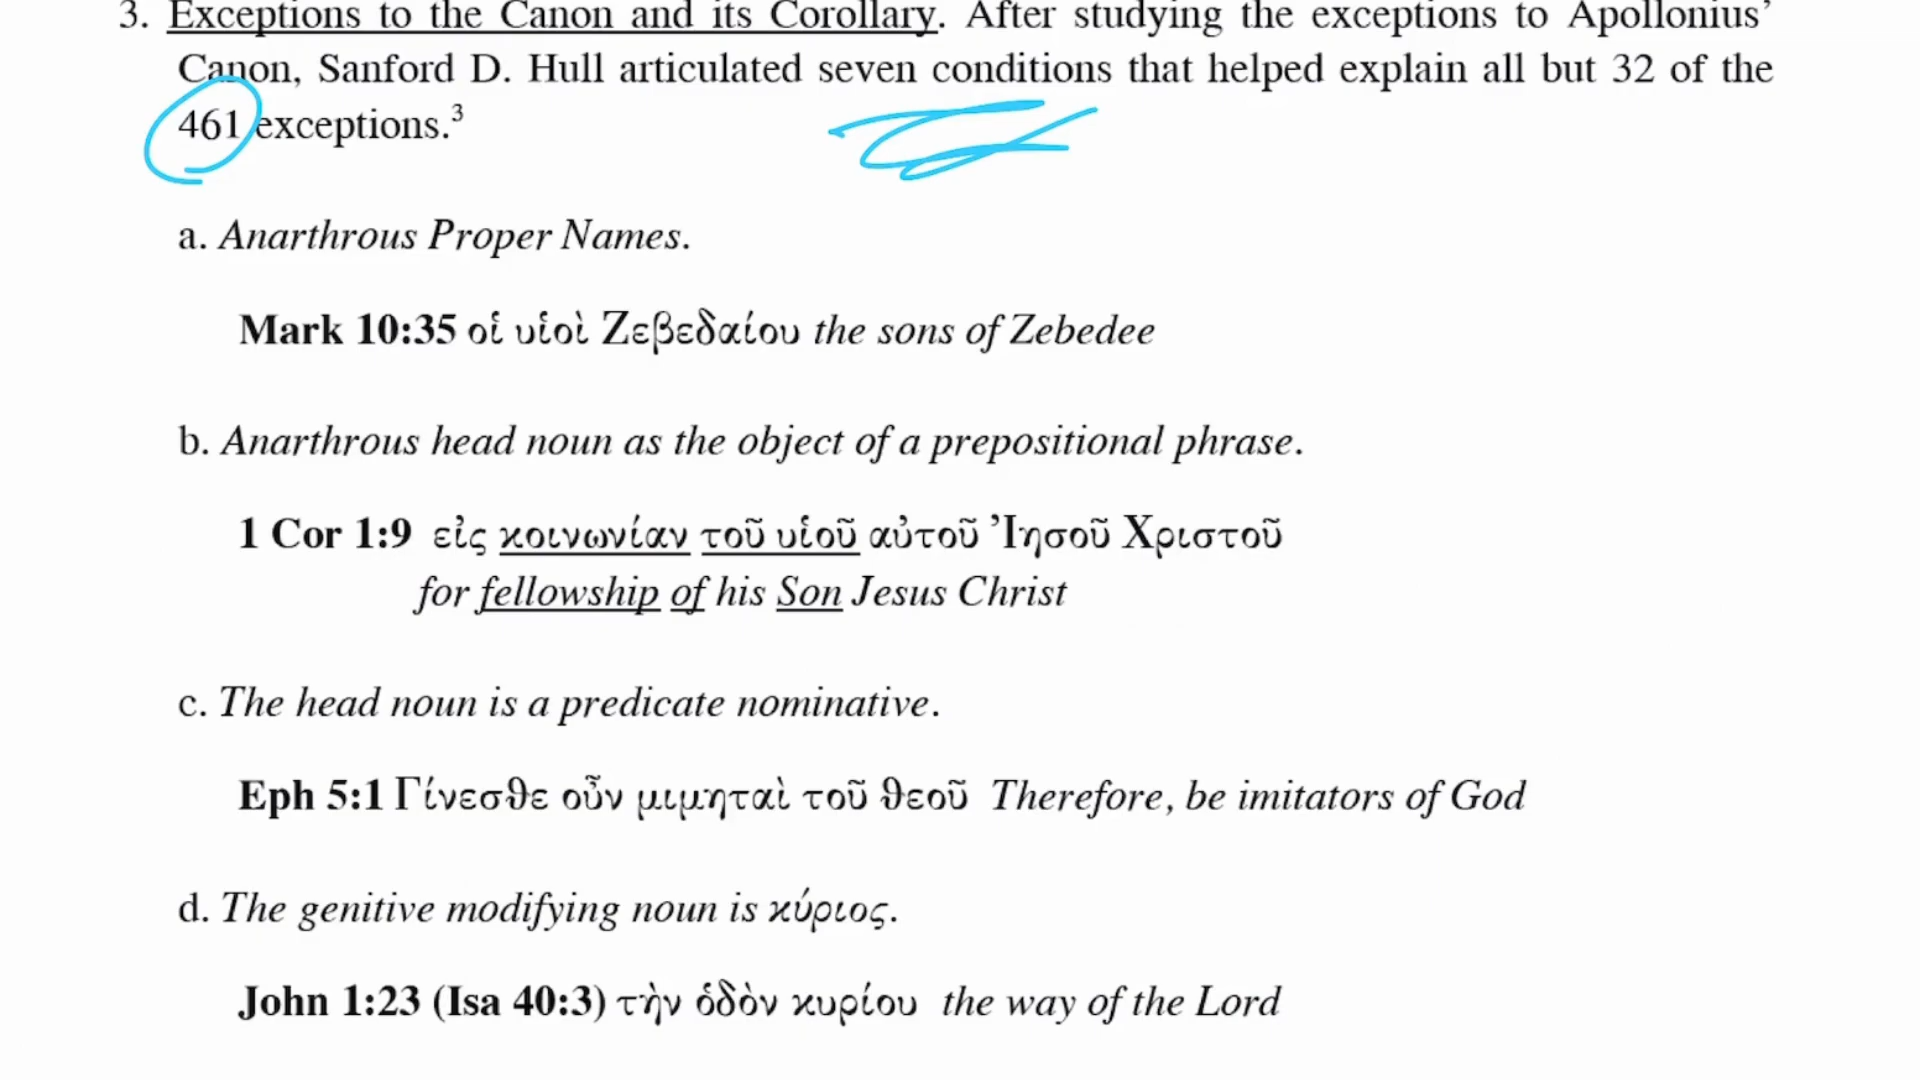 3. Exceptions to the Canon and its Corollary. After studying the exceptions to Apollonius’
Canon, Sanford D. Hull articulated seven conditions that helped explain all but 32 of the
461 exceptions.³
a. Anarthrous Proper Names.
Mark 10:35 οἱ υἱοὶ Ζεβεδαίου the sons of Zebedee
b. Anarthrous head noun as the object of a prepositional phrase.
1 Cor 1:9 εἰς κοινωνίαν τοῦ υἱοῦ αὐτοῦ Ἰησοῦ Χριστοῦ
for fellowship of his Son Jesus Christ
c. The head noun is a predicate nominative.
Eph 5:1 Γίνεσθε οὖν μιμηταὶ τοῦ θεοῦ Therefore, be imitators of God
d. The genitive modifying noun is κύριος.
John 1:23 (Isa 40:3) τὴν ὁδὸν κυρίου the way of the Lord